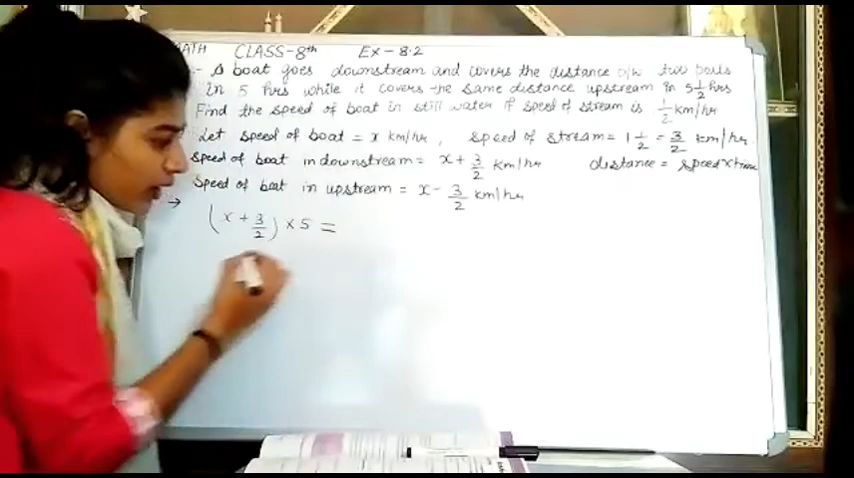 MATH CLASS-8th EX-8.2
A boat goes downstream and covers the distance b/w two ports
in 5 hrs while it covers the same distance upstream in 5 1/2 hrs
Find the speed of boat in still water if speed of stream is 1/2 km/hr
Let speed of boat = x km/hr, speed of stream = 1 1/2 = 3/2 km/hr
speed of boat in downstream = x + 3/2 km/hr distance = speed × time
Speed of boat in upstream = x - 3/2 km/hr
→ (x + 3/2) × 5 =